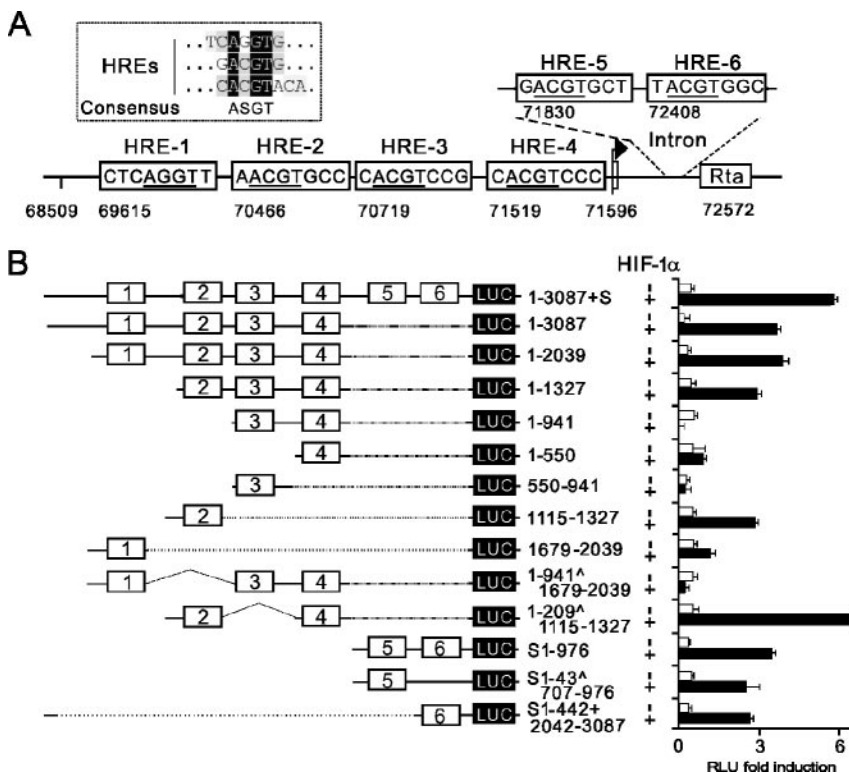 A
HREs
..TCAGGTG...
...GACGTG...
...CACGTACA.
Consensus ASGT
HRE-5 HRE-6
GACGTGCT TACGTGGC
71830 72408
Intron
HRE-1 HRE-2 HRE-3 HRE-4
CTCAGGTT AACGTGCC CACGTCCG CACGTCCC Rta
68509 69615 70466 70719 71519 71596 72572
B
HIF-1α
1 2 3 4 5 6 LUC 1-3087+S - +
1 2 3 4 LUC 1-3087 - +
1 2 3 4 LUC 1-2039 - +
2 3 4 LUC 1-1327 - +
3 4 LUC 1-941 - +
4 LUC 1-550 - +
3 LUC 550-941 - +
2 LUC 1115-1327 - +
1 LUC 1679-2039 - +
1 3 4 LUC 1-941^ - +
1679-2039
2 4 LUC 1-209^ - +
1115-1327
5 6 LUC S1-976 - +
5 LUC S1-43^ - +
707-976
6 LUC S1-442+ - +
2042-3087
0 3 6
RLU fold induction